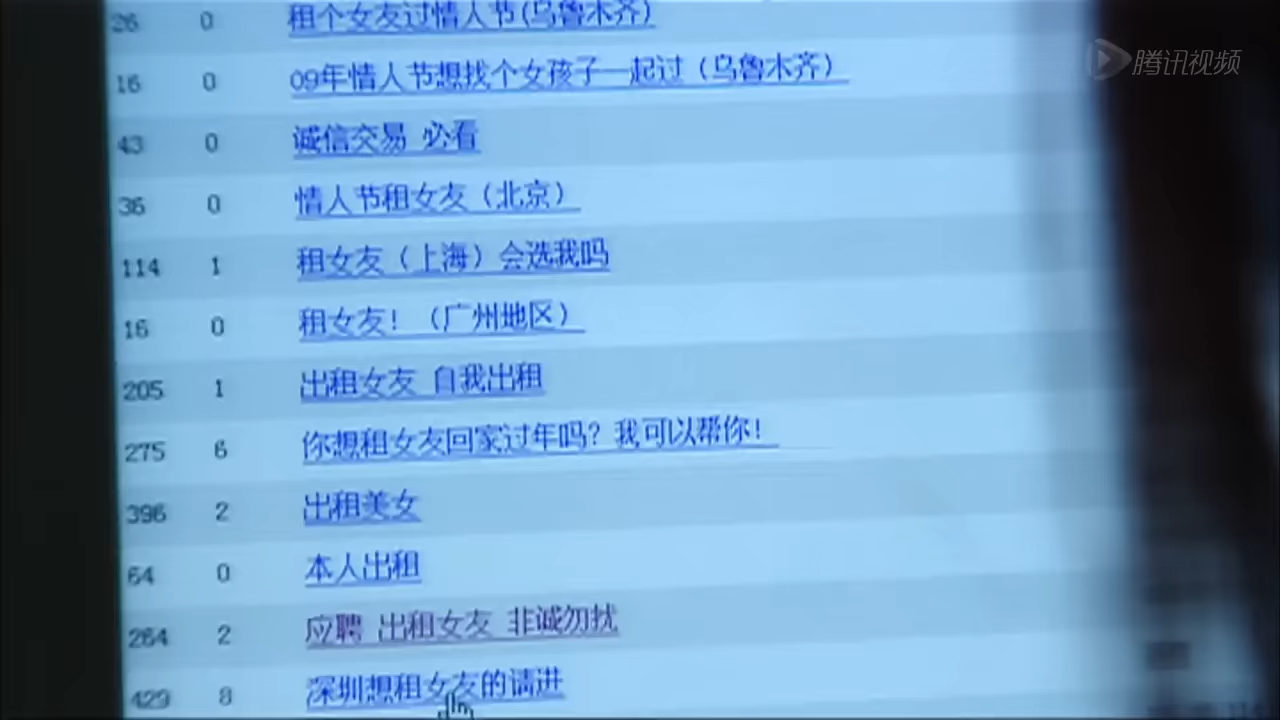 26 0 租个女友过情人节(乌鲁木齐)
腾讯视频
16 0 09年情人节想找个女孩子一起过（乌鲁木齐）
43 0 诚信交易 必看
36 0 情人节租女友（北京）
114 1 租女友（上海）会选我吗
16 0 租女友！（广州地区）
205 1 出租女友 自我出租
275 6 你想租女友回家过年吗？我可以帮你！
396 2 出租美女
64 0 本人出租
264 2 应聘 出租女友 非诚勿扰
429 8 深圳想租女友的请进